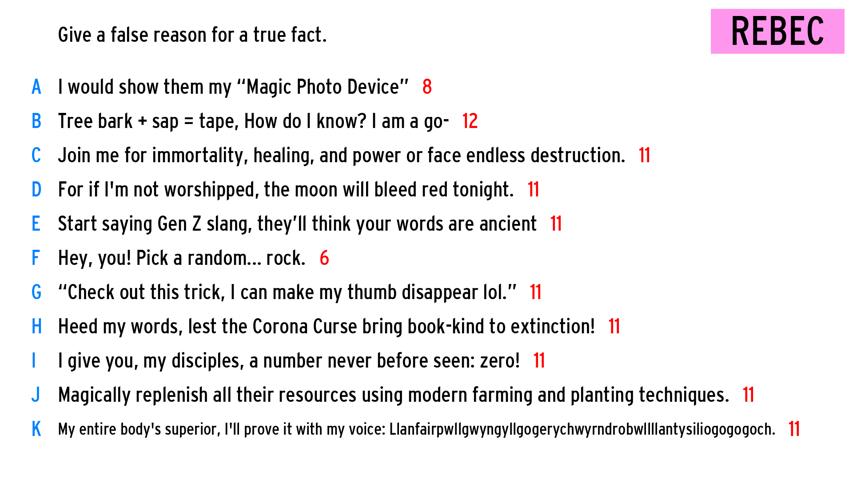 Give a false reason for a true fact.
REBEC
A I would show them my “Magic Photo Device” 8
B Tree bark + sap = tape, How do I know? I am a go- 12
C Join me for immortality, healing, and power or face endless destruction. 11
D For if I'm not worshipped, the moon will bleed red tonight. 11
E Start saying Gen Z slang, they’ll think your words are ancient 11
F Hey, you! Pick a random... rock. 6
G “Check out this trick, I can make my thumb disappear lol.” 11
H Heed my words, lest the Corona Curse bring book-kind to extinction! 11
I I give you, my disciples, a number never before seen: zero! 11
J Magically replenish all their resources using modern farming and planting techniques. 11
K My entire body's superior, I'll prove it with my voice: Llanfairpwllgwyngyllgogerychwyrndrobwllllantysiliogogogoch. 11